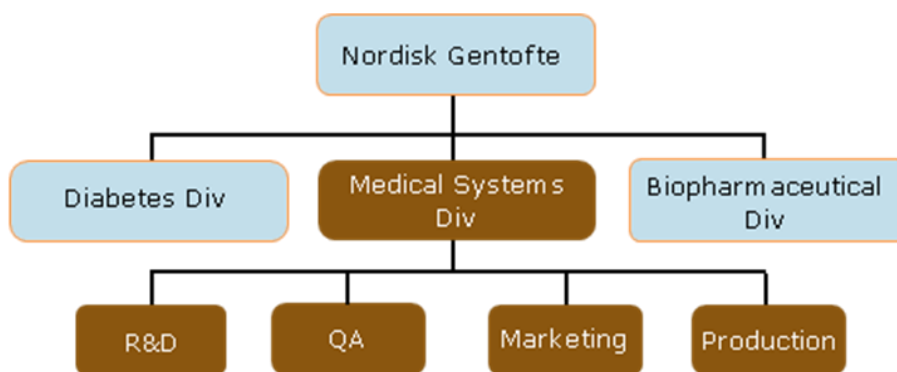 Nordisk Gentofte
Diabetes Div
Medical Systems
Div
Biopharmaceutical
Div
R&D
QA
Marketing
Production